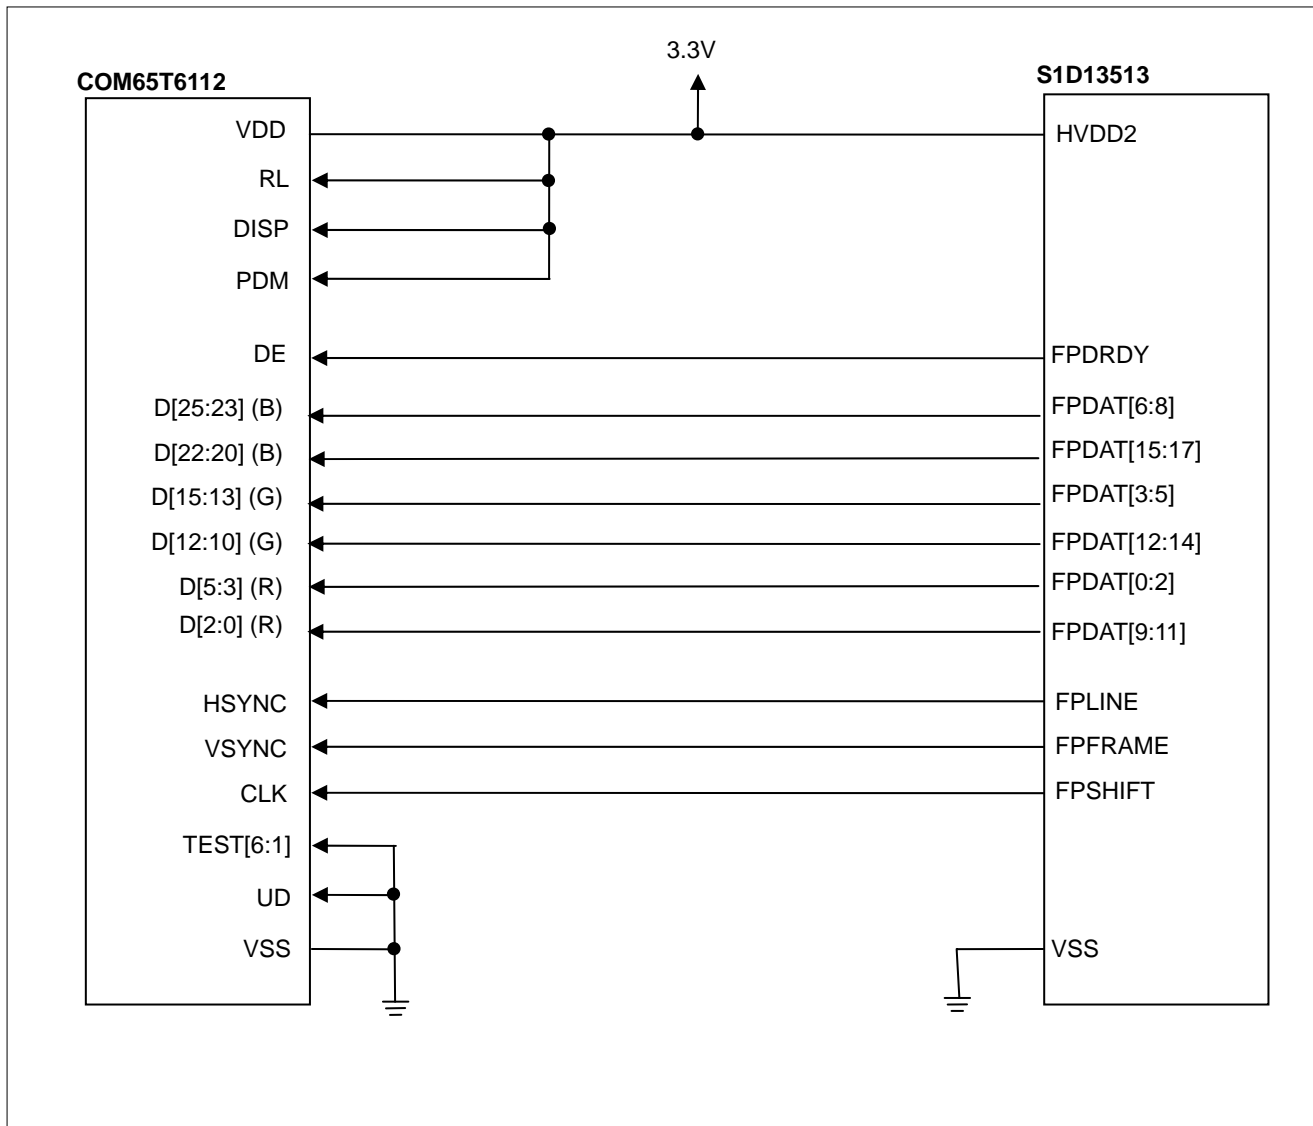 3.3V
COM65T6112
S1D13513
VDD
HVDD2
RL
DISP
PDM
DE
FPDRDY
D[25:23] (B)
FPDAT[6:8]
D[22:20] (B)
FPDAT[15:17]
D[15:13] (G)
FPDAT[3:5]
D[12:10] (G)
FPDAT[12:14]
D[5:3] (R)
FPDAT[0:2]
D[2:0] (R)
FPDAT[9:11]
HSYNC
FPLINE
VSYNC
FPFRAME
CLK
FPSHIFT
TEST[6:1]
UD
VSS
VSS